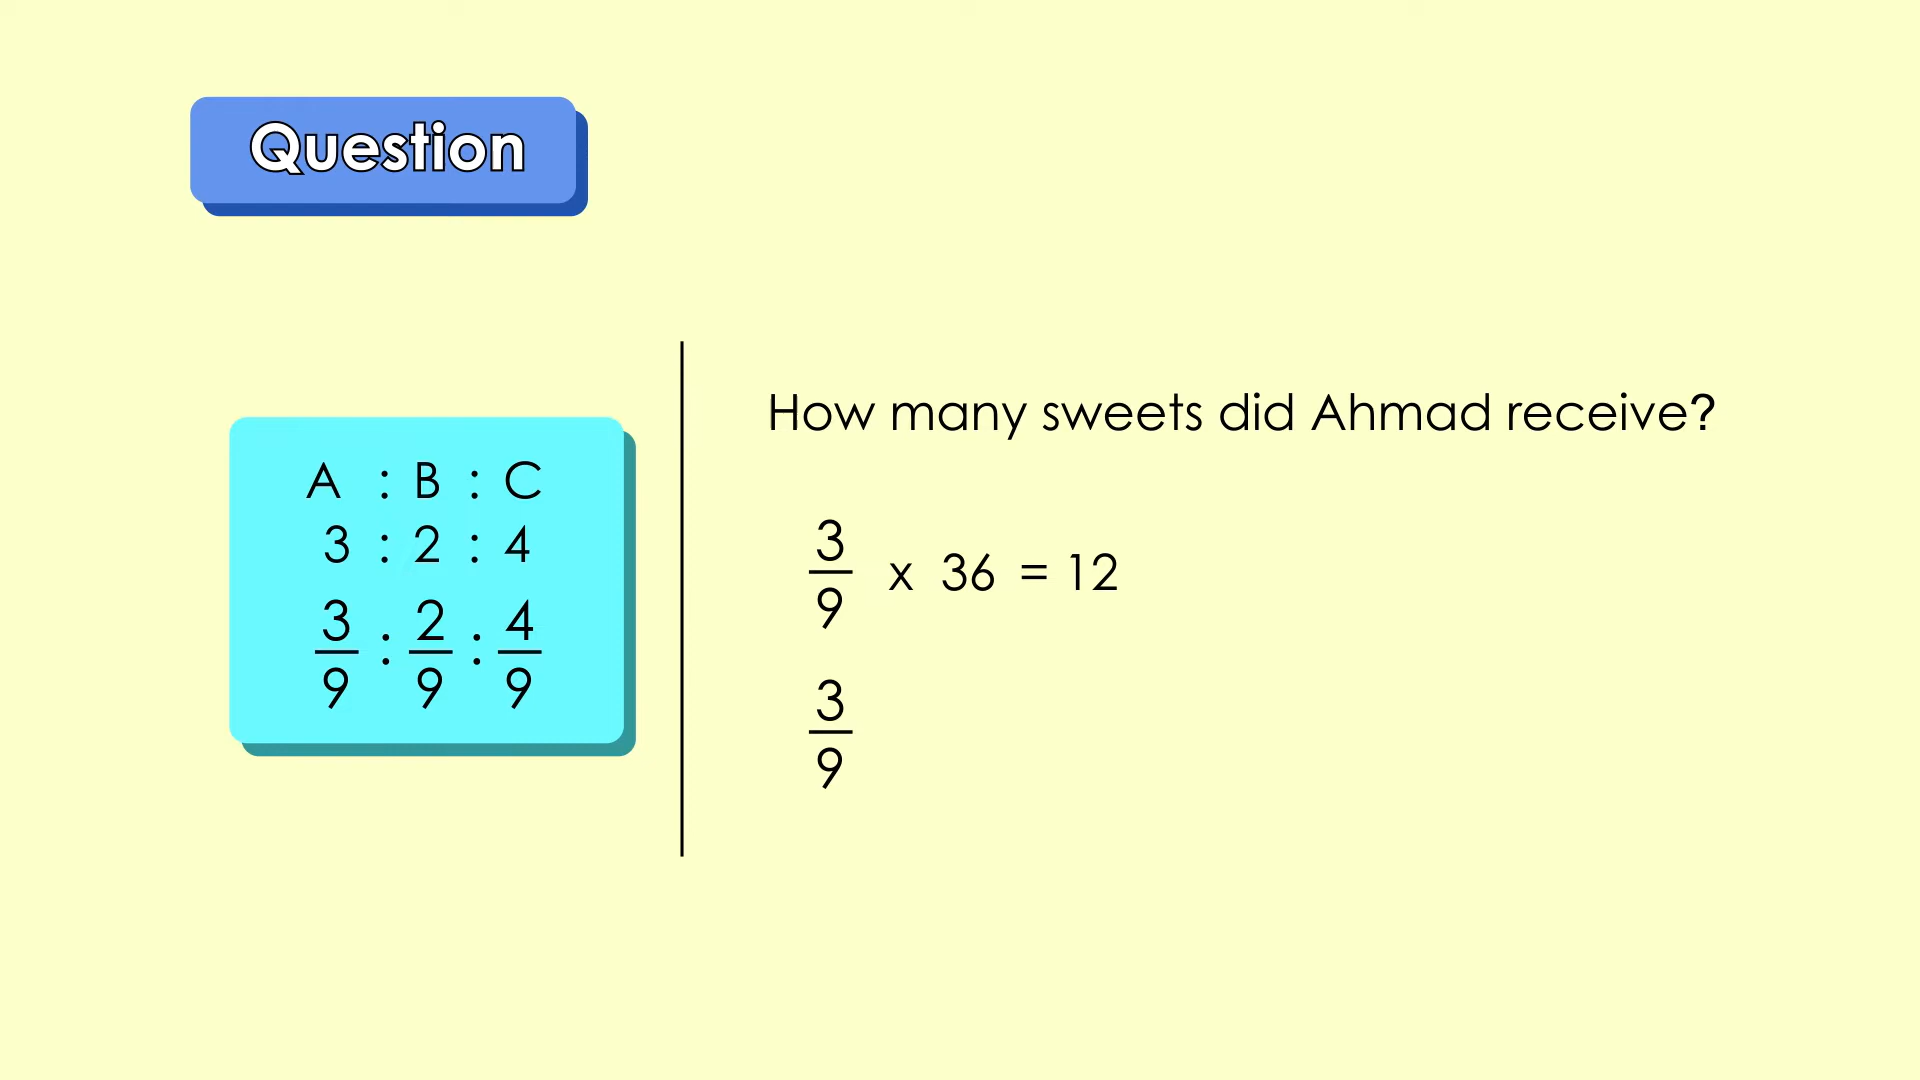 Question
A : B : C
3 : 2 : 4
3/9 : 2/9 : 4/9
How many sweets did Ahmad receive?
3/9 x 36 = 12
3/9